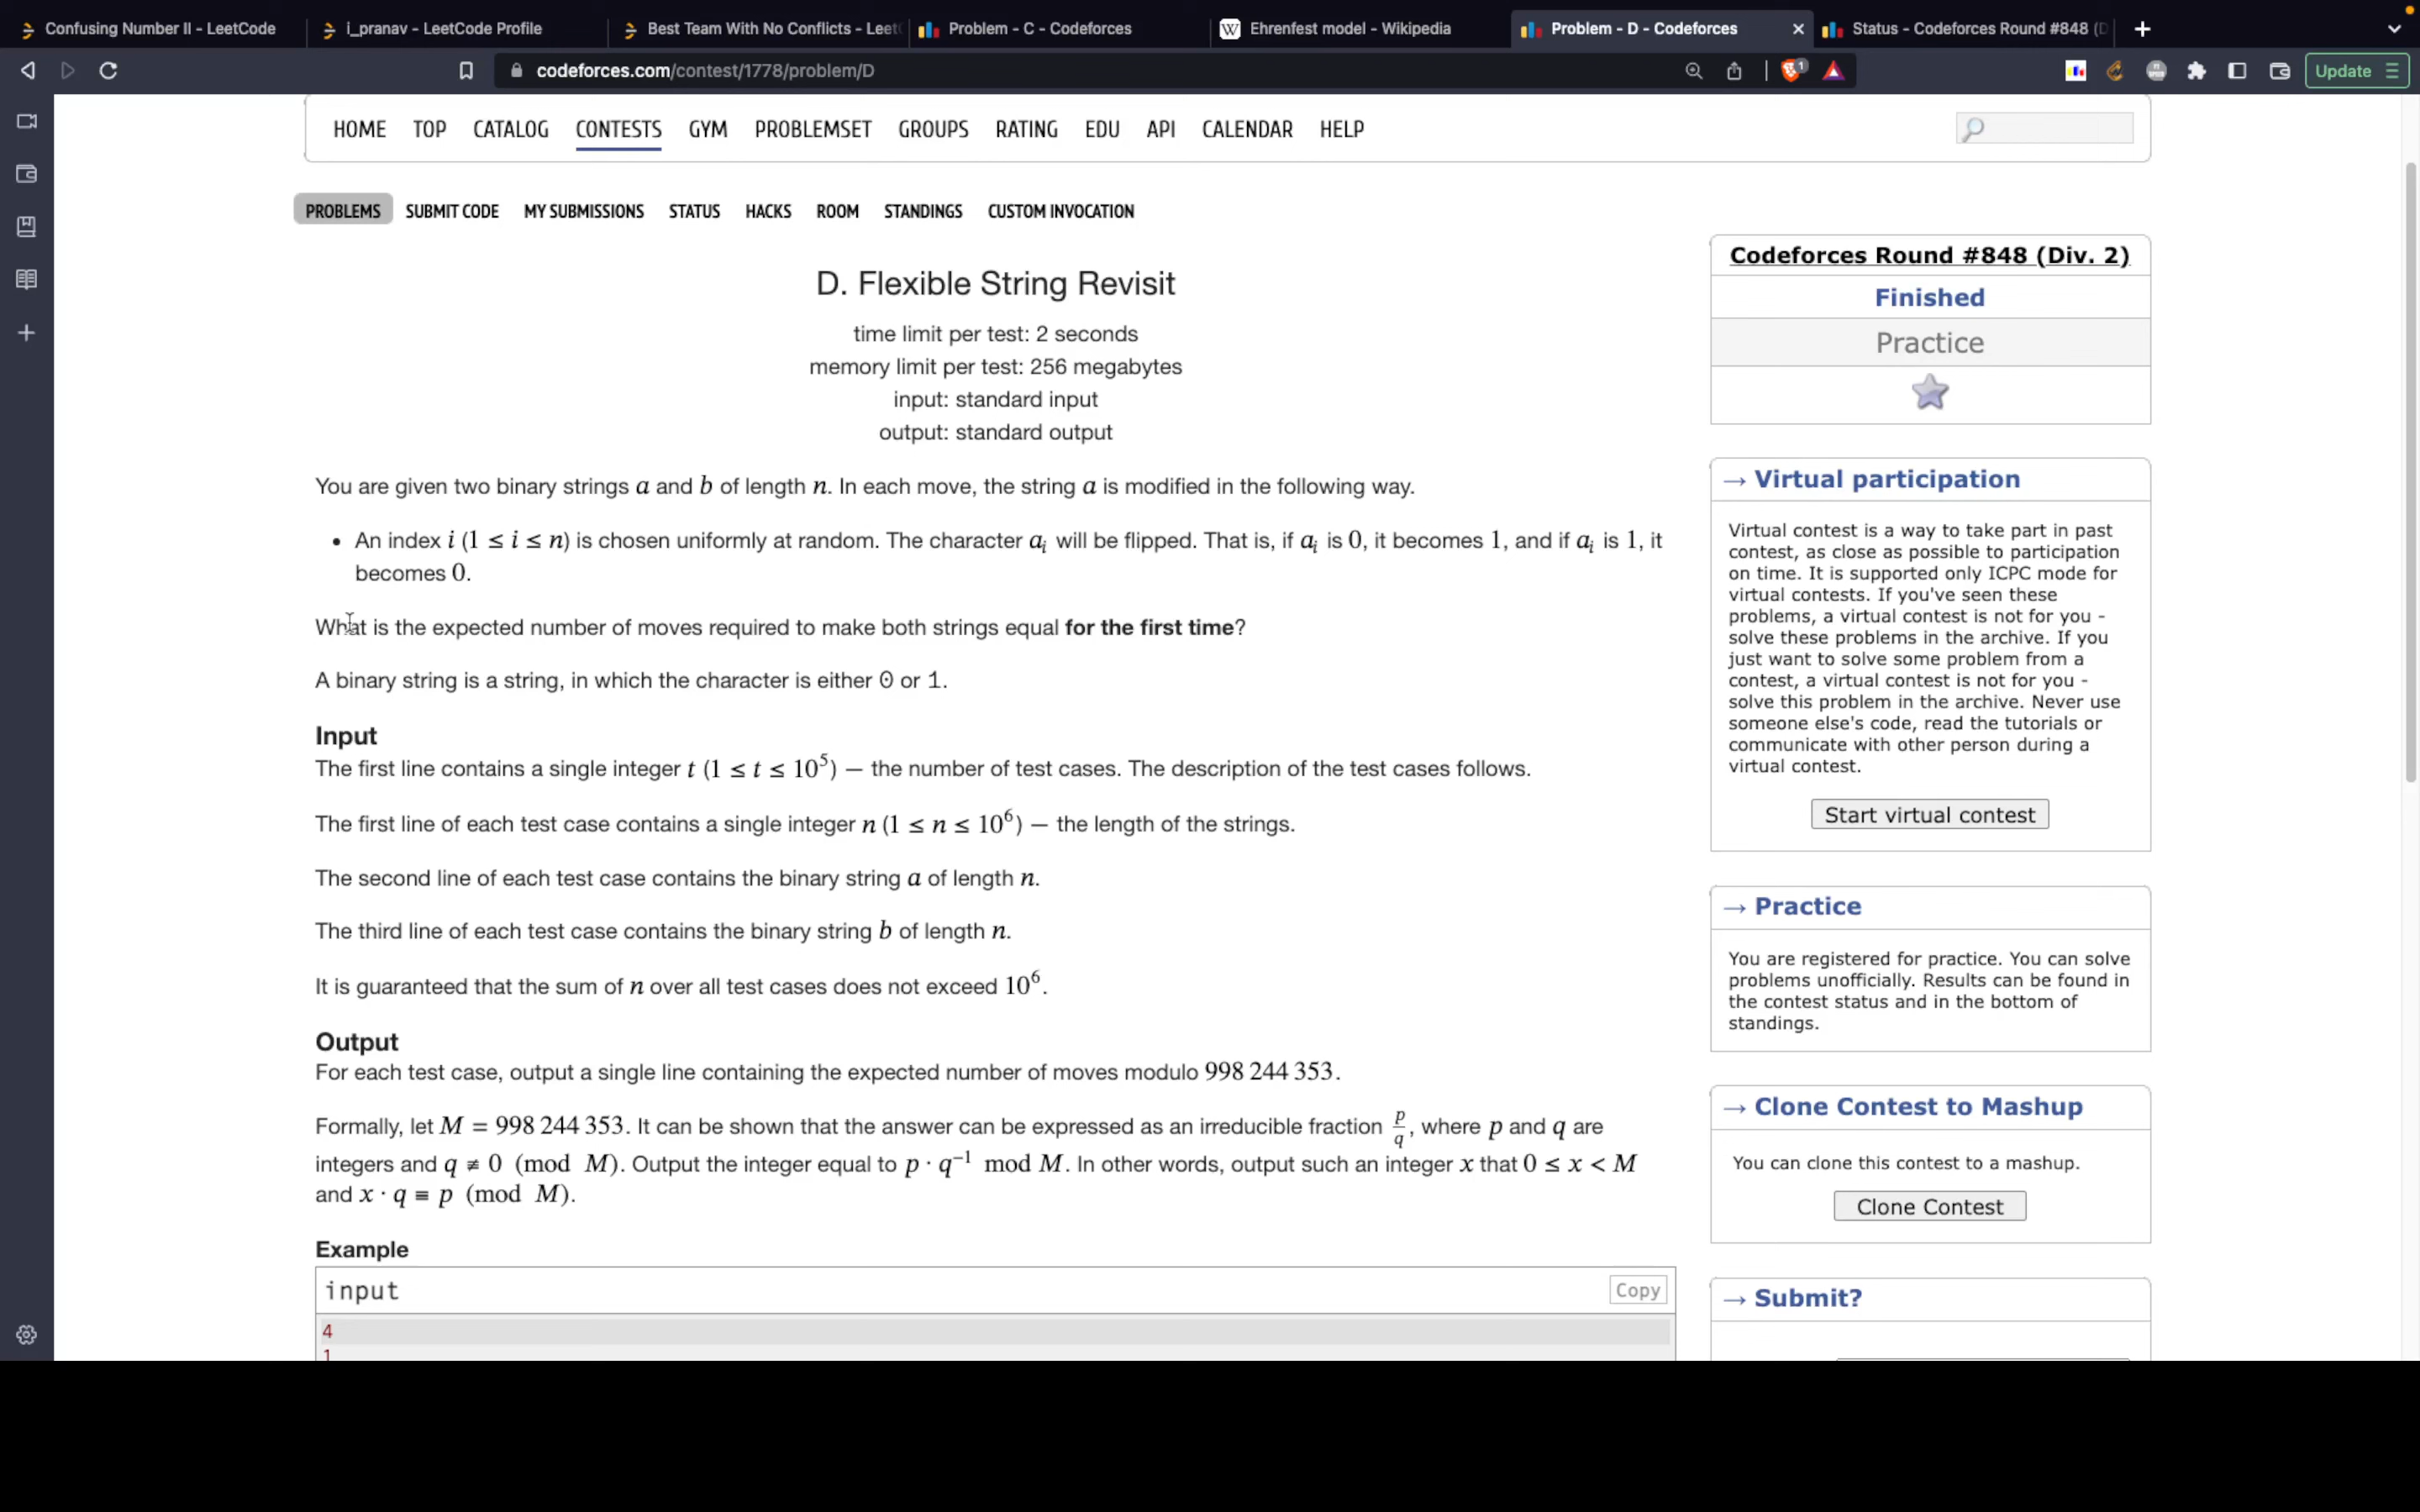 Confusing Number II - LeetCode
i_pranav - LeetCode Profile
Best Team With No Conflicts - Leet
Problem - C - Codeforces
Ehrenfest model - Wikipedia
Problem - D - Codeforces
Status - Codeforces Round #848 (D
codeforces.com/contest/1778/problem/D
1
Update
HOME TOP CATALOG CONTESTS GYM PROBLEMSET GROUPS RATING EDU API CALENDAR HELP
PROBLEMS SUBMIT CODE MY SUBMISSIONS STATUS HACKS ROOM STANDINGS CUSTOM INVOCATION
D. Flexible String Revisit
time limit per test: 2 seconds
memory limit per test: 256 megabytes
input: standard input
output: standard output
You are given two binary strings a and b of length n. In each move, the string a is modified in the following way.
• An index i (1 ≤ i ≤ n) is chosen uniformly at random. The character aᵢ will be flipped. That is, if aᵢ is 0, it becomes 1, and if aᵢ is 1, it
becomes 0.
What is the expected number of moves required to make both strings equal for the first time?
A binary string is a string, in which the character is either 0 or 1.
Input
The first line contains a single integer t (1 ≤ t ≤ 10⁵) — the number of test cases. The description of the test cases follows.
The first line of each test case contains a single integer n (1 ≤ n ≤ 10⁶) — the length of the strings.
The second line of each test case contains the binary string a of length n.
The third line of each test case contains the binary string b of length n.
It is guaranteed that the sum of n over all test cases does not exceed 10⁶.
Output
For each test case, output a single line containing the expected number of moves modulo 998 244 353.
Formally, let M = 998 244 353. It can be shown that the answer can be expressed as an irreducible fraction p/q, where p and q are
integers and q ≢ 0 (mod M). Output the integer equal to p · q⁻¹ mod M. In other words, output such an integer x that 0 ≤ x < M
and x · q ≡ p (mod M).
Example
input
Copy
4
1
Codeforces Round #848 (Div. 2)
Finished
Practice
→ Virtual participation
Virtual contest is a way to take part in past
contest, as close as possible to participation
on time. It is supported only ICPC mode for
virtual contests. If you've seen these
problems, a virtual contest is not for you -
solve these problems in the archive. If you
just want to solve some problem from a
contest, a virtual contest is not for you -
solve this problem in the archive. Never use
someone else's code, read the tutorials or
communicate with other person during a
virtual contest.
Start virtual contest
→ Practice
You are registered for practice. You can solve
problems unofficially. Results can be found in
the contest status and in the bottom of
standings.
→ Clone Contest to Mashup
You can clone this contest to a mashup.
Clone Contest
→ Submit?